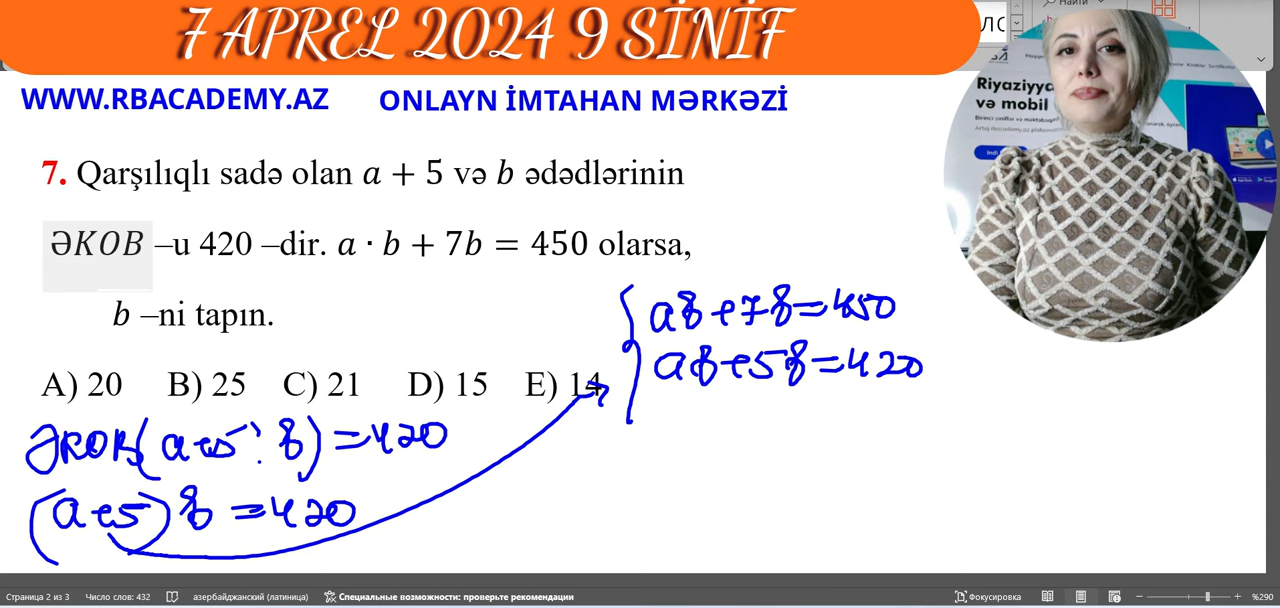 7 APREL 2024 9 SİNİF
Найти
WWW.RBACADEMY.AZ ONLAYN İMTAHAN MƏRKƏZİ
Riyaziyya
və mobil
7. Qarşılıqlı sadə olan a + 5 və b ədədlərinin
ƏKOB –u 420 –dir. a · b + 7b = 450 olarsa,
b –ni tapın.
A) 20 B) 25 C) 21 D) 15 E) 14
ab+7b=450
ab+5b=420
ƏKOB(a+5; b)=420
(a+5)b=420
Страница 2 из 3 Число слов: 432 азербайджанский (латиница) Специальные возможности: проверьте рекомендации Фокусировка − + %290